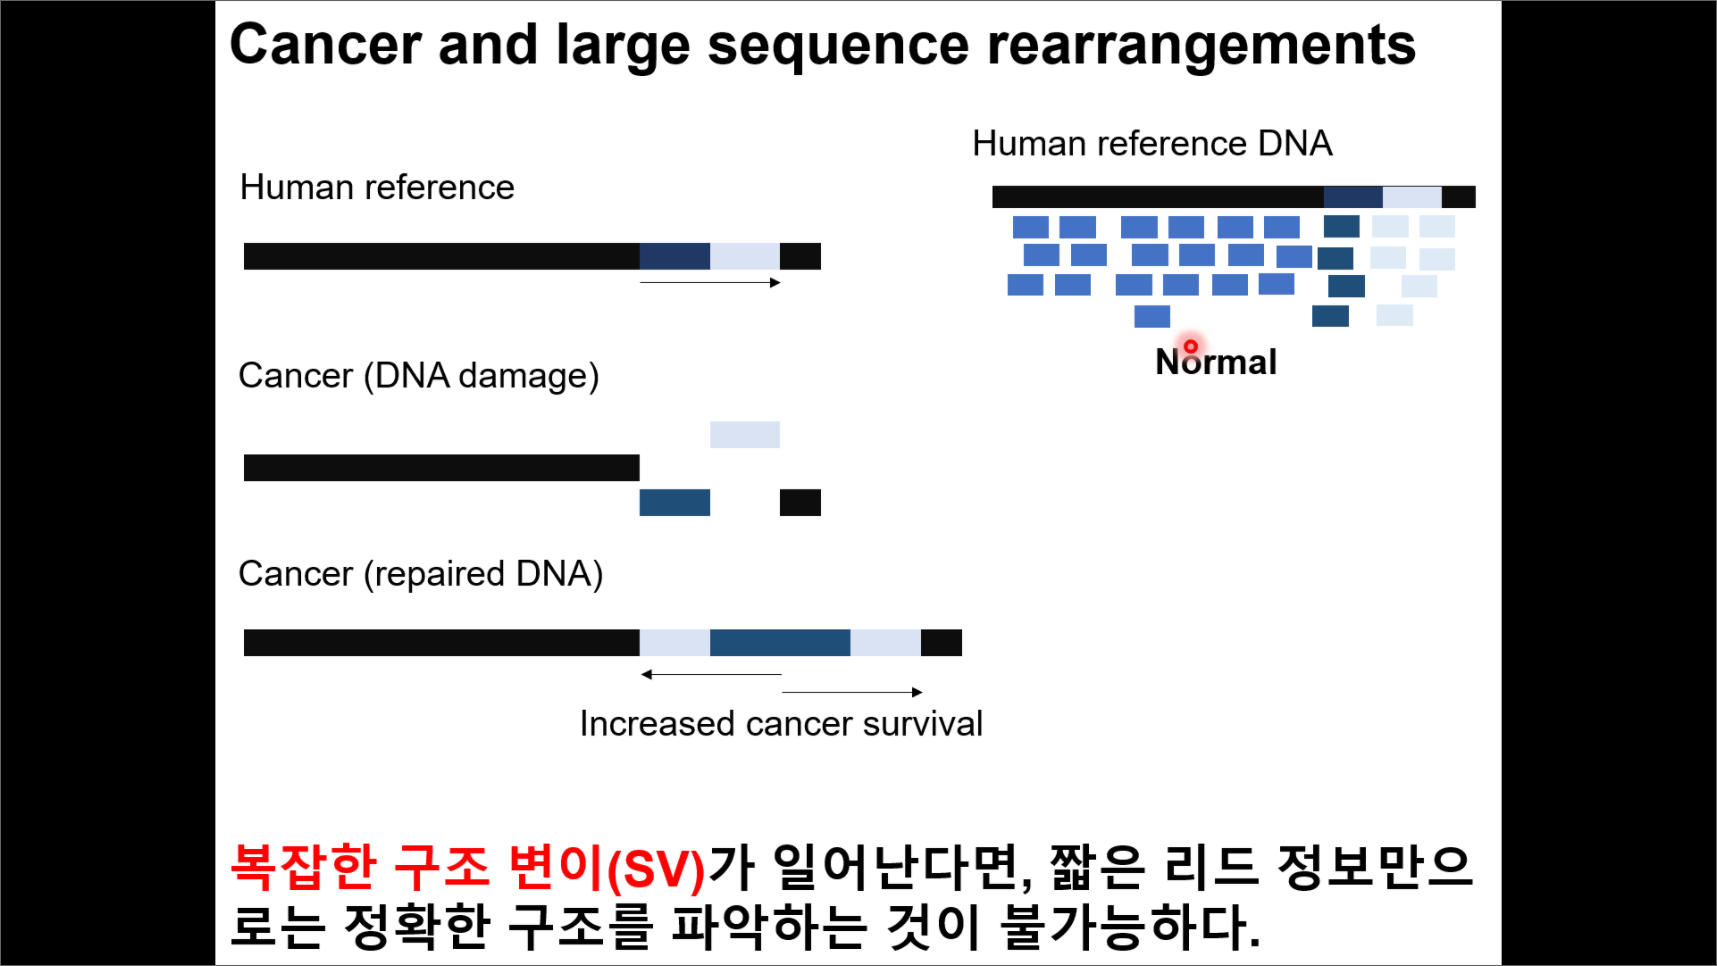 Cancer and large sequence rearrangements
Human reference
Cancer (DNA damage)
Cancer (repaired DNA)
Increased cancer survival
Human reference DNA
Normal
복잡한 구조 변이(SV)가 일어난다면, 짧은 리드 정보만으
로는 정확한 구조를 파악하는 것이 불가능하다.